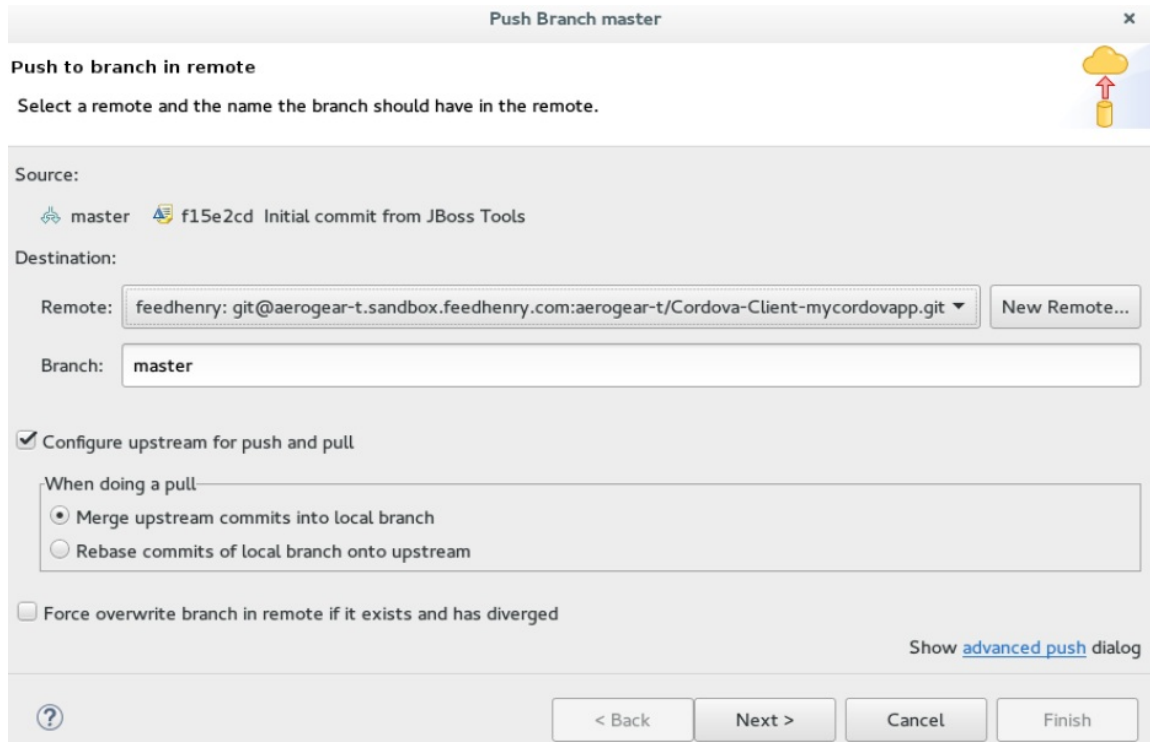 Push Branch master
Push to branch in remote
Select a remote and the name the branch should have in the remote.
Source:
master f15e2cd Initial commit from JBoss Tools
Destination:
Remote: feedhenry: git@aerogear-t.sandbox.feedhenry.com:aerogear-t/Cordova-Client-mycordovapp.git New Remote...
Branch: master
Configure upstream for push and pull
When doing a pull
Merge upstream commits into local branch
Rebase commits of local branch onto upstream
Force overwrite branch in remote if it exists and has diverged
Show advanced push dialog
< Back Next > Cancel Finish